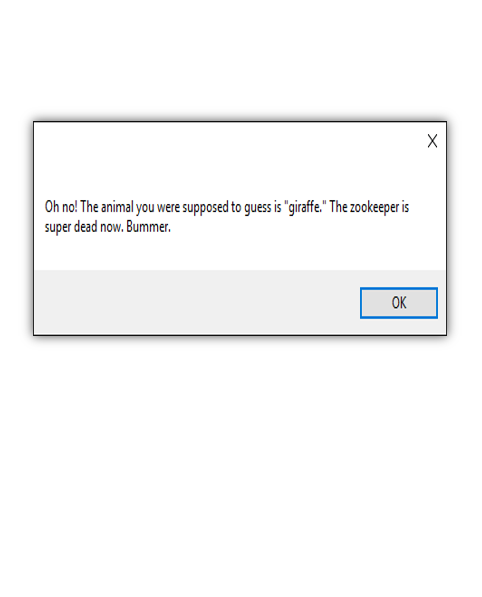 Oh no! The animal you were supposed to guess is "giraffe." The zookeeper is
super dead now. Bummer.
OK